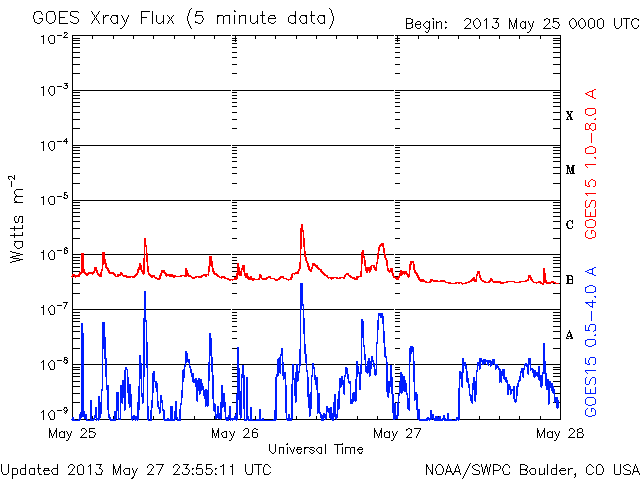 GOES Xray Flux (5 minute data)
Begin: 2013 May 25 0000 UTC
10⁻²
10⁻³
10⁻⁴
10⁻⁵
10⁻⁶
10⁻⁷
10⁻⁸
10⁻⁹
Watts m⁻²
X
M
C
B
A
GOES15 1.0-8.0 A
GOES15 0.5-4.0 A
May 25
May 26
May 27
May 28
Universal Time
Updated 2013 May 27 23:55:11 UTC
NOAA/SWPC Boulder, CO USA